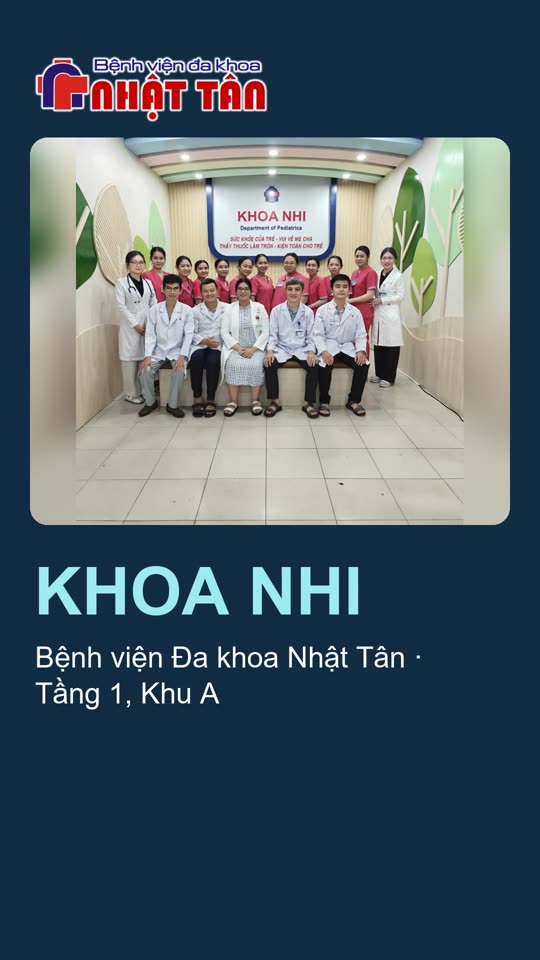 Bệnh viện đa khoa
NHẬT TÂN
KHOA NHI
Department of Pediatrics
SỨC KHỎE CỦA TRẺ - VUI VẺ MẸ CHA
THẦY THUỐC LÀM TRÒN - KIỆN TOÀN CHO TRẺ
KHOA NHI
Bệnh viện Đa khoa Nhật Tân ·
Tầng 1, Khu A